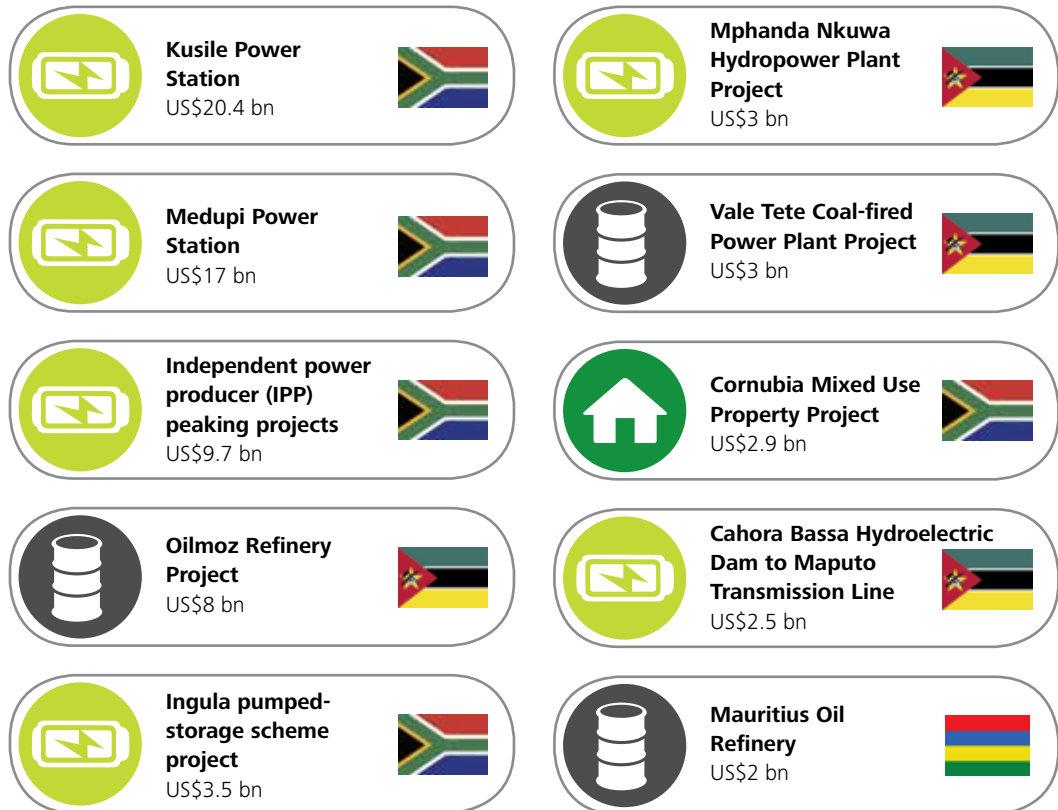 Kusile Power
Station
US$20.4 bn
Medupi Power
Station
US$17 bn
Independent power
producer (IPP)
peaking projects
US$9.7 bn
Oilmoz Refinery
Project
US$8 bn
Ingula pumped-
storage scheme
project
US$3.5 bn
Mphanda Nkuwa
Hydropower Plant
Project
US$3 bn
Vale Tete Coal-fired
Power Plant Project
US$3 bn
Cornubia Mixed Use
Property Project
US$2.9 bn
Cahora Bassa Hydroelectric
Dam to Maputo
Transmission Line
US$2.5 bn
Mauritius Oil
Refinery
US$2 bn